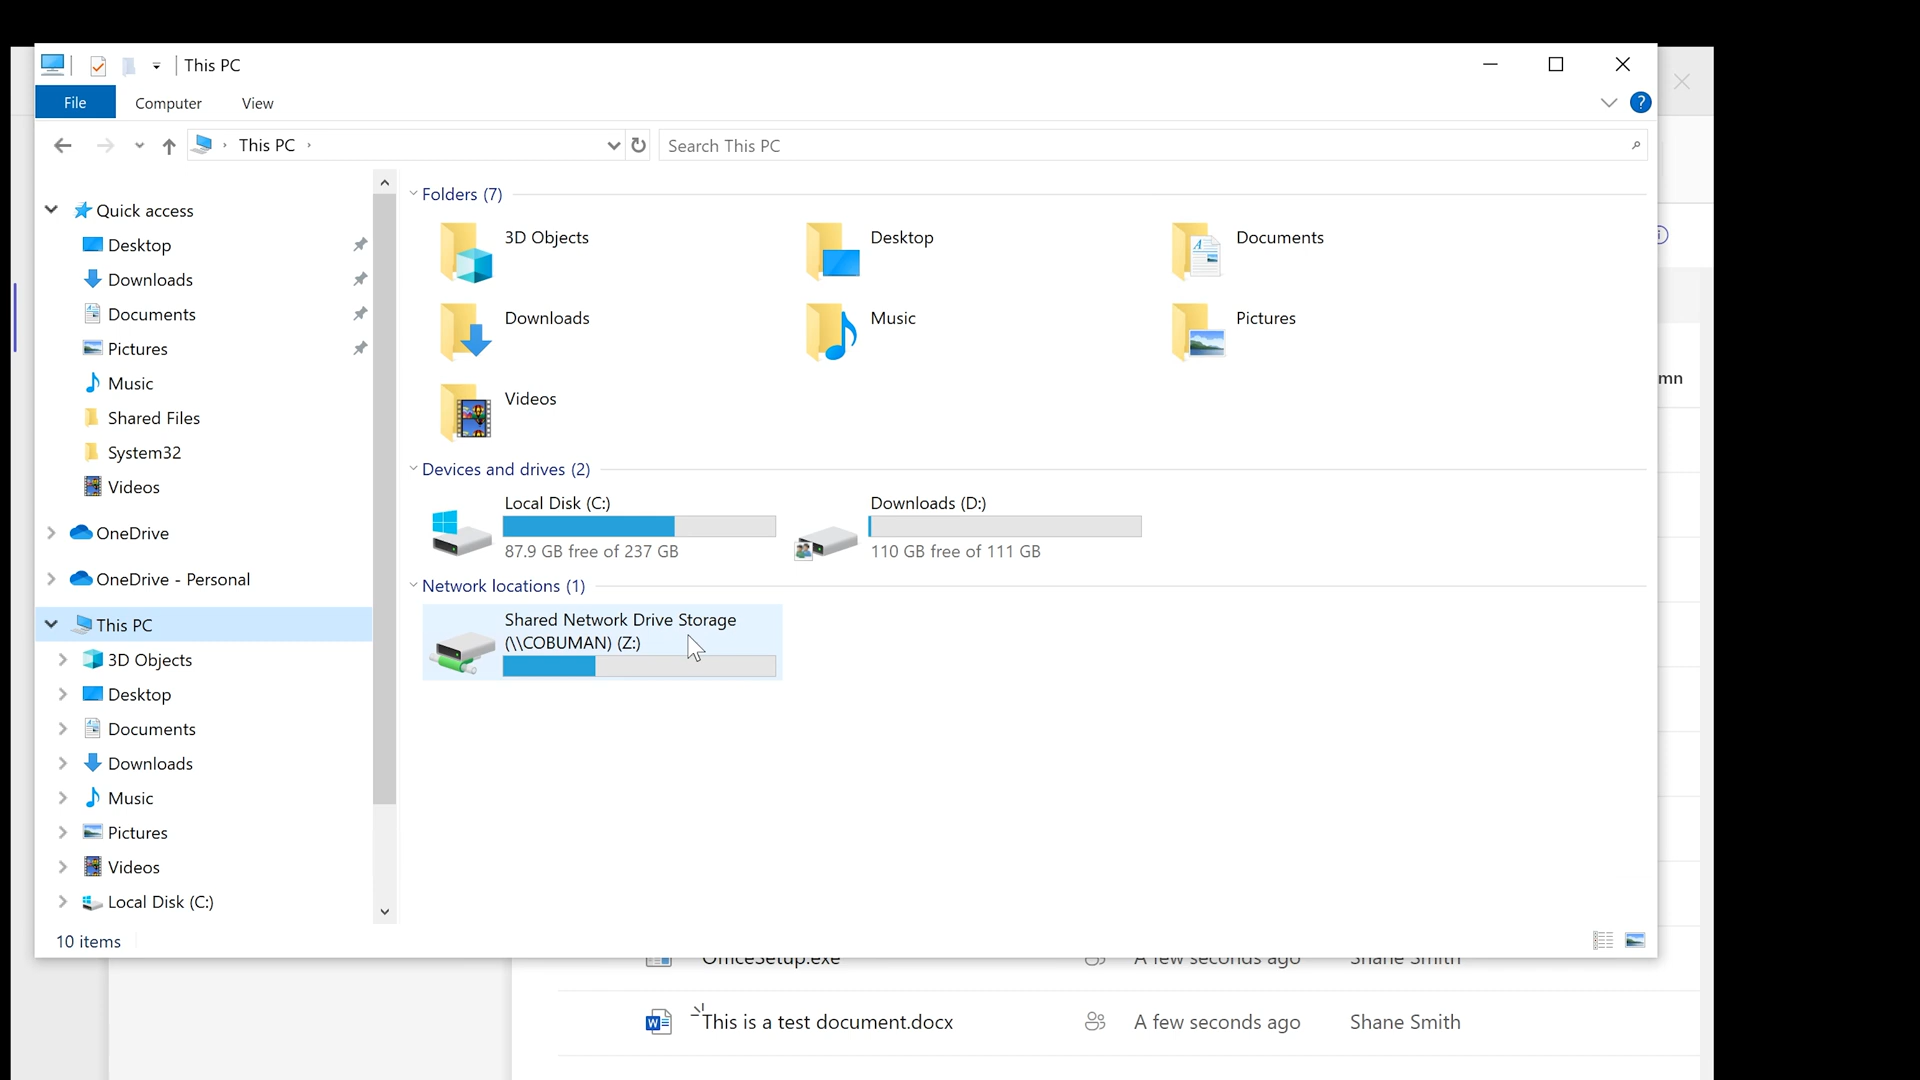 This PC
File Computer View
This PC
Search This PC
Quick access
Desktop
Downloads
Documents
Pictures
Music
Shared Files
System32
Videos
OneDrive
OneDrive - Personal
This PC
3D Objects
Desktop
Documents
Downloads
Music
Pictures
Videos
Local Disk (C:)
10 items
Folders (7)
3D Objects
Desktop
Documents
Downloads
Music
Pictures
Videos
Devices and drives (2)
Local Disk (C:)
87.9 GB free of 237 GB
Downloads (D:)
110 GB free of 111 GB
Network locations (1)
Shared Network Drive Storage
(\\COBUMAN) (Z:)
mn
OfficeSetup.exe A few seconds ago Shane Smith
This is a test document.docx A few seconds ago Shane Smith